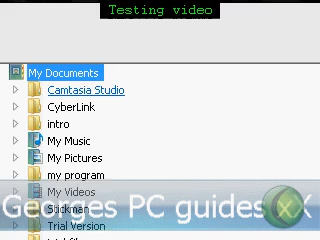 Testing video
My Documents
Camtasia Studio
CyberLink
intro
My Music
My Pictures
my program
My Videos
Stickman
Georges PC guides X
Trial Version